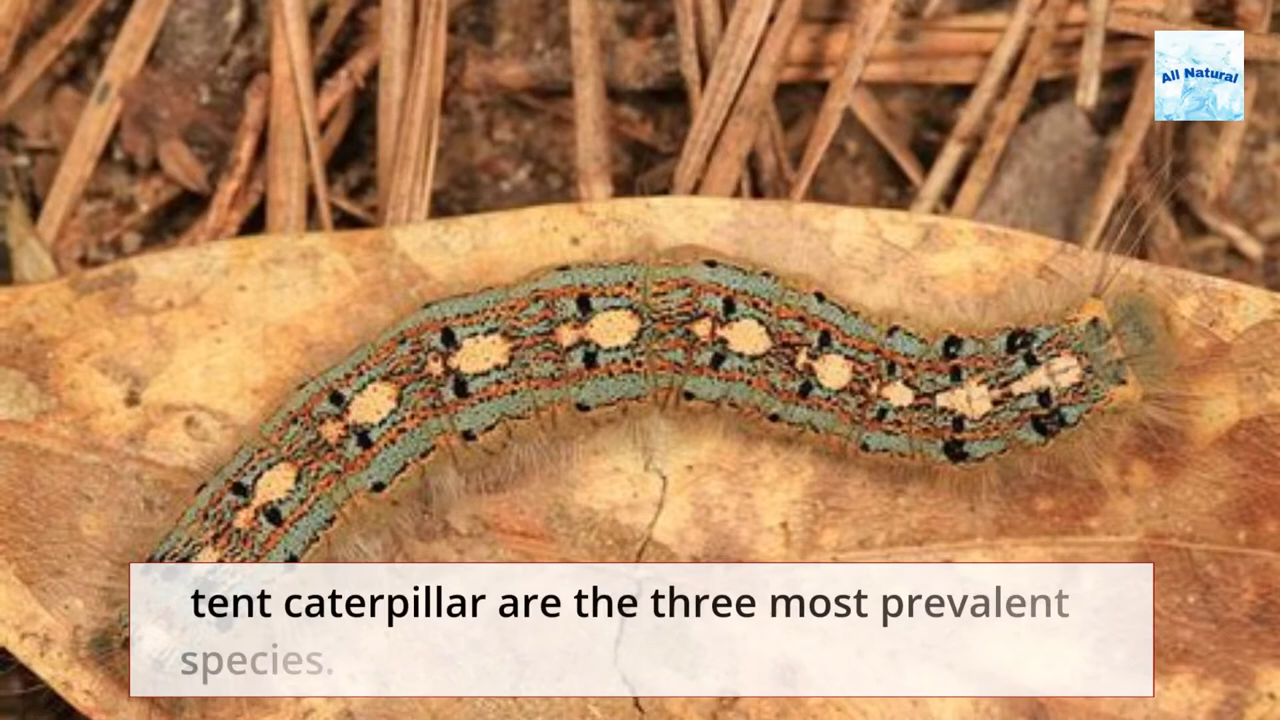 All Natural
tent caterpillar are the three most prevalent
species.